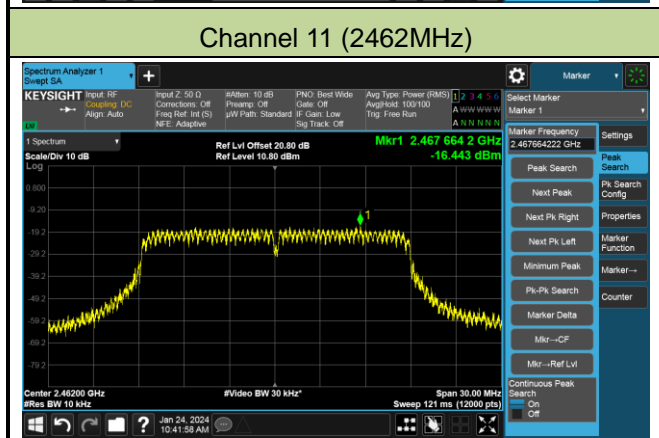 Channel 11 (2462MHz)
Spectrum Analyzer 1
Swept SA
Marker
KEYSIGHT
Input: RF
Coupling: DC
Align: Auto
Input Z: 50 Ω
Corrections: Off
Freq Ref: Int (S)
NFE: Adaptive
#Atten: 10 dB
Preamp: Off
µW Path: Standard
PNO: Best Wide
Gate: Off
IF Gain: Low
Sig Track: Off
Avg Type: Power (RMS)
Avg|Hold: 100/100
Trig: Free Run
1 2 3 4 5 6
A W W W W W
A N N N N N
Select Marker
Marker 1
1 Spectrum
Scale/Div 10 dB
Log
Ref Lvl Offset 20.80 dB
Ref Level 10.80 dBm
Mkr1 2.467 664 2 GHz
-16.443 dBm
0.800
-9.20
-19.2
-29.2
-39.2
-49.2
-59.2
-69.2
-79.2
1
Center 2.46200 GHz
#Res BW 10 kHz
#Video BW 30 kHz*
Span 30.00 MHz
Sweep 121 ms (12000 pts)
Marker Frequency
2.467664222 GHz
Peak Search
Next Peak
Next Pk Right
Next Pk Left
Minimum Peak
Pk-Pk Search
Marker Delta
Mkr→CF
Mkr→Ref Lvl
Continuous Peak
Search
On
Off
Settings
Peak
Search
Pk Search
Config
Properties
Marker
Function
Marker→
Counter
Jan 24, 2024
10:41:58 AM